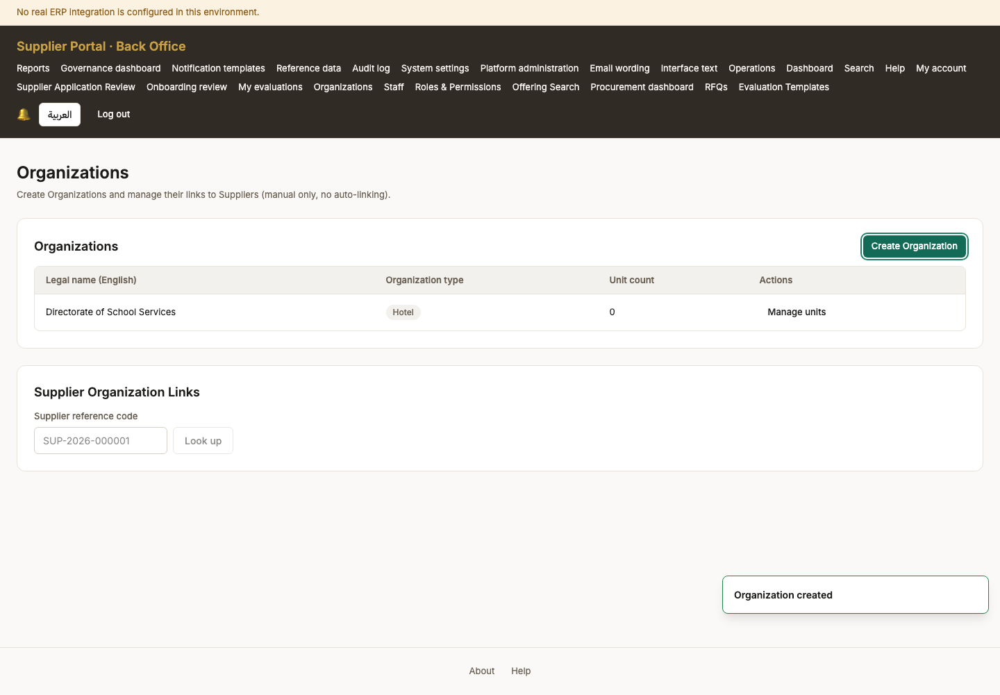 No real ERP integration is configured in this environment.
Supplier Portal · Back Office
Reports Governance dashboard Notification templates Reference data Audit log System settings Platform administration Email wording Interface text Operations Dashboard Search Help My account
Supplier Application Review Onboarding review My evaluations Organizations Staff Roles & Permissions Offering Search Procurement dashboard RFQs Evaluation Templates
العربية Log out
Organizations
Create Organizations and manage their links to Suppliers (manual only, no auto-linking).
Organizations Create Organization
Legal name (English) Organization type Unit count Actions
Directorate of School Services Hotel 0 Manage units
Supplier Organization Links
Supplier reference code
SUP-2026-000001 Look up
Organization created
About Help